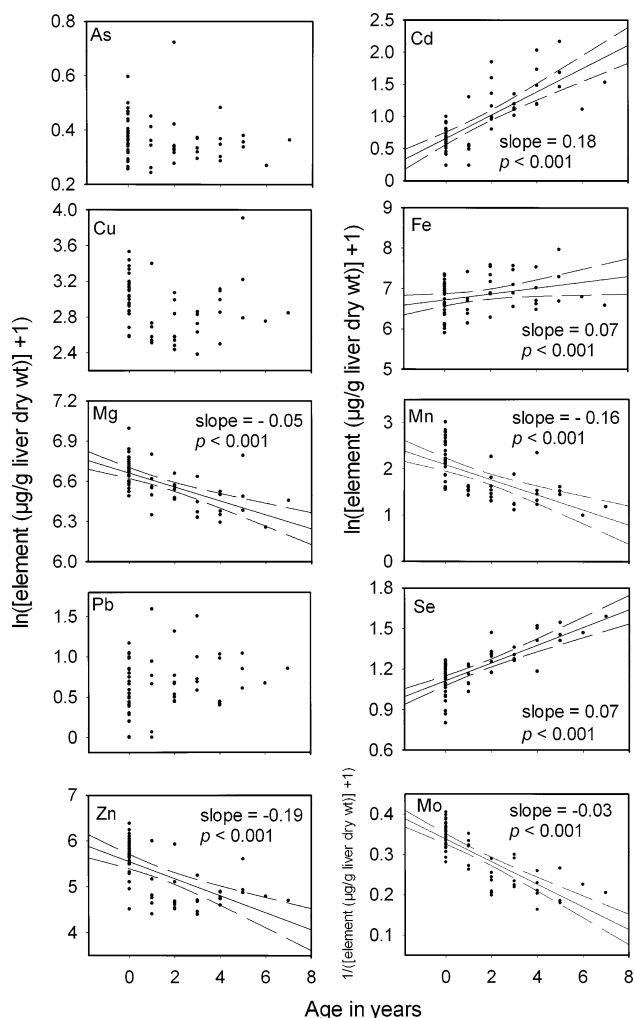 As
0.8
0.6
0.4
0.2
Cd
2.5
2.0
1.5
1.0
0.5
0
slope = 0.18
p < 0.001
Cu
4.0
3.6
3.2
2.8
2.4
Fe
9
8
7
6
5
slope = 0.07
p < 0.001
Mg
7.2
6.9
6.6
6.3
6.0
slope = - 0.05
p < 0.001
Mn
3
2
1
0
slope = - 0.16
p < 0.001
Pb
1.5
1.0
0.5
0
Se
1.8
1.5
1.2
0.9
0.6
slope = 0.07
p < 0.001
Zn
7
6
5
4
slope = -0.19
p < 0.001
0 2 4 6 8
Mo
0.4
0.3
0.2
0.1
slope = -0.03
p < 0.001
0 2 4 6 8
ln([element (µg/g liver dry wt)] +1)
ln([element (µg/g liver dry wt)] +1)
1/([element (µg/g liver dry wt)] +1)
Age in years